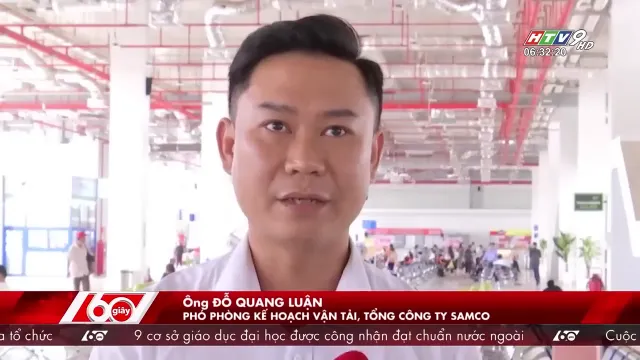 HTV9 HD
06:32:20
60 giây
Ông ĐỖ QUANG LUẬN
PHÓ PHÒNG KẾ HOẠCH VẬN TẢI, TỔNG CÔNG TY SAMCO
a tổ chức 60s 9 cơ sở giáo dục đại học được công nhận đạt chuẩn nước ngoài 60s Cuộc